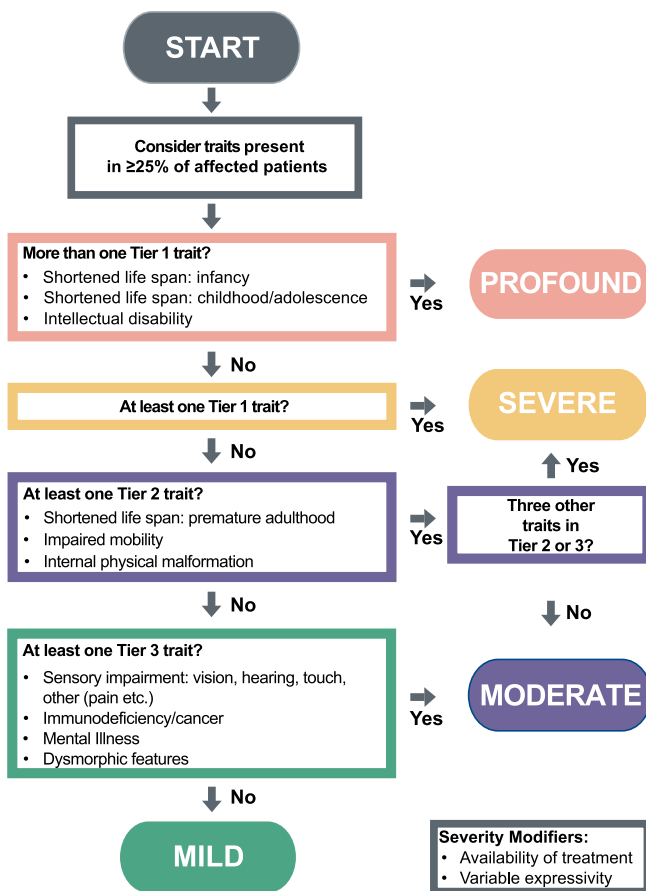 START
Consider traits present
in ≥25% of affected patients
More than one Tier 1 trait?
• Shortened life span: infancy
• Shortened life span: childhood/adolescence
• Intellectual disability
Yes
PROFOUND
No
At least one Tier 1 trait?
Yes
SEVERE
No
Yes
At least one Tier 2 trait?
• Shortened life span: premature adulthood
• Impaired mobility
• Internal physical malformation
Yes
Three other
traits in
Tier 2 or 3?
No
No
At least one Tier 3 trait?
• Sensory impairment: vision, hearing, touch,
other (pain etc.)
• Immunodeficiency/cancer
• Mental Illness
• Dysmorphic features
Yes
MODERATE
No
MILD
Severity Modifiers:
• Availability of treatment
• Variable expressivity